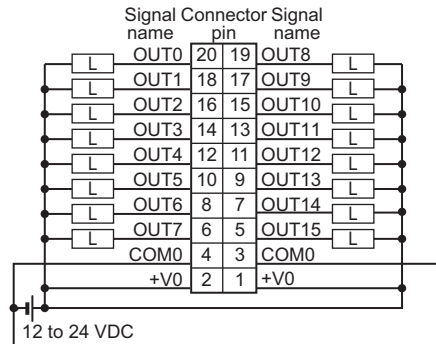 Signal name Connector pin Signal name
L OUT0 20 19 OUT8 L
L OUT1 18 17 OUT9 L
L OUT2 16 15 OUT10 L
L OUT3 14 13 OUT11 L
L OUT4 12 11 OUT12 L
L OUT5 10 9 OUT13 L
L OUT6 8 7 OUT14 L
L OUT7 6 5 OUT15 L
COM0 4 3 COM0
+V0 2 1 +V0
12 to 24 VDC